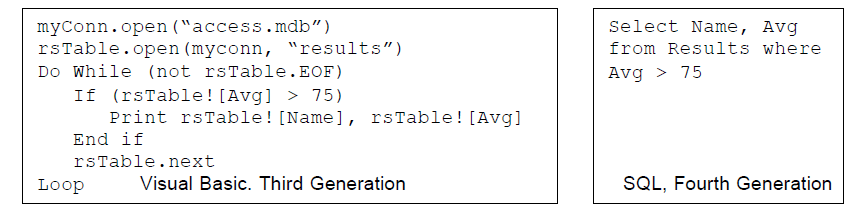 myConn.open(“access.mdb”)
rsTable.open(myconn, “results”)
Do While (not rsTable.EOF)
If (rsTable![Avg] > 75)
Print rsTable![Name], rsTable![Avg]
End if
rsTable.next
Loop Visual Basic. Third Generation
Select Name, Avg
from Results where
Avg > 75
SQL, Fourth Generation